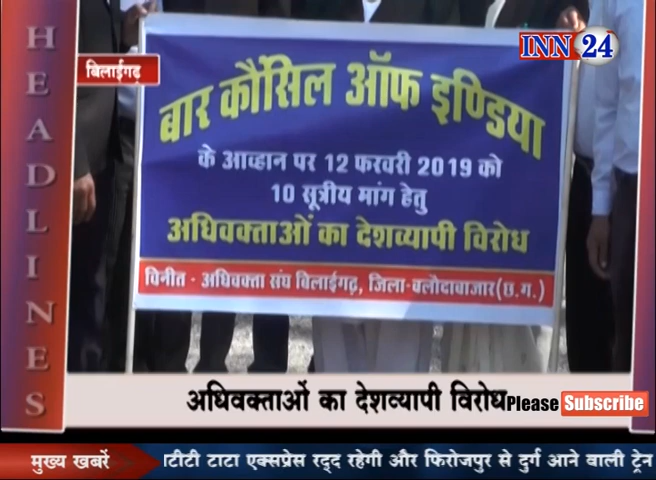 HEADLINES
INN 24
बिलाईगढ़
बार कौंसिल ऑफ इण्डिया
के आव्हान पर 12 फरवरी 2019 को
10 सूत्रीय मांग हेतु
अधिवक्ताओं का देशव्यापी विरोध
विनीत - अधिवक्ता संघ बिलाईगढ़, जिला-बलौदाबाजार(छ.ग.)
अधिवक्ताओं का देशव्यापी विरोध
Please Subscribe
मुख्य खबरें
टीटी टाटा एक्सप्रेस रद्द रहेगी और फिरोजपुर से दुर्ग आने वाली ट्रेन